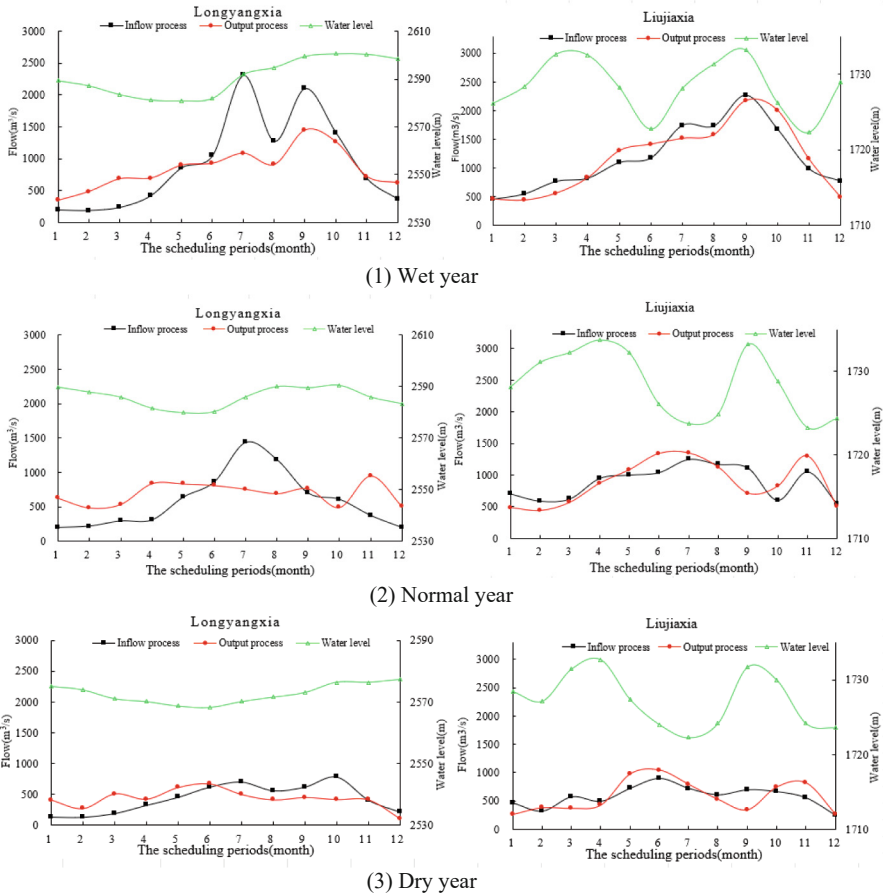 Longyangxia
Inflow process Output process Water level
3000
2500
2000
1500
1000
500
0
Flow(m³/s)
2610
2590
2570
2550
2530
Water level(m)
1 2 3 4 5 6 7 8 9 10 11 12
The scheduling periods(month)
Liujiaxia
Inflow process Output process Water level
3000
2500
2000
1500
1000
500
0
Flow(m3/s)
1730
1720
1710
Water level(m)
1 2 3 4 5 6 7 8 9 10 11 12
The scheduling periods(month)
(1) Wet year
Longyangxia
Inflow process Output process Water level
3000
2500
2000
1500
1000
500
0
Flow(m³/s)
2610
2590
2570
2550
2530
Water level(m)
1 2 3 4 5 6 7 8 9 10 11 12
The scheduling periods(month)
Liujiaxia
Inflow process Output process Water level
3000
2500
2000
1500
1000
500
0
Flow(m3/s)
1730
1720
1710
Water level(m)
1 2 3 4 5 6 7 8 9 10 11 12
The scheduling periods(month)
(2) Normal year
Longyangxia
Inflow process Output process Water level
3000
2500
2000
1500
1000
500
0
Flow(m³/s)
2590
2570
2550
2530
Water level(m)
1 2 3 4 5 6 7 8 9 10 11 12
The scheduling periods(month)
Liujiaxia
Inflow process Output process Water level
3000
2500
2000
1500
1000
500
0
Flow(m3/s)
1730
1720
1710
Water level(m)
1 2 3 4 5 6 7 8 9 10 11 12
The scheduling periods(month)
(3) Dry year